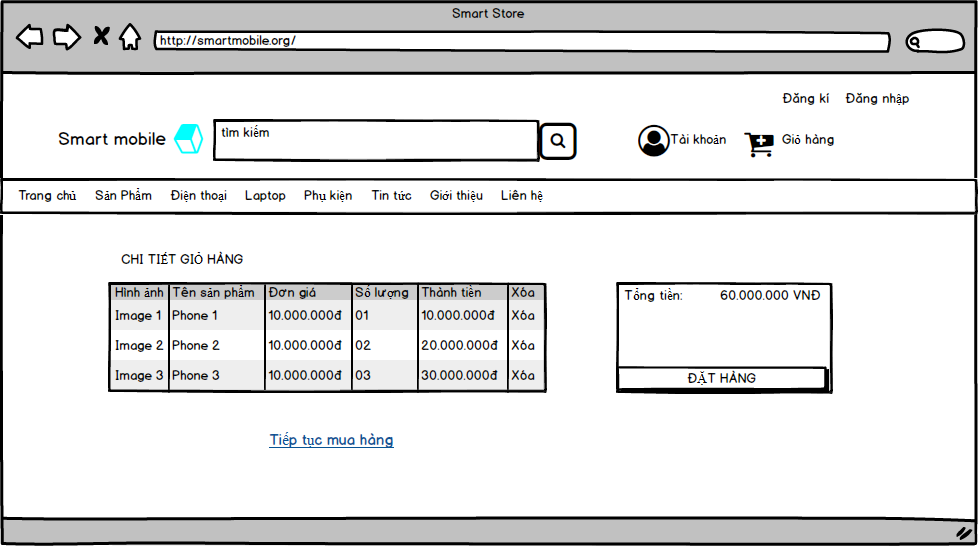 Smart Store
http://smartmobile.org/
Đăng kí Đăng nhập
Smart mobile tìm kiếm Tài khoản Giỏ hàng
Trang chủ Sản Phẩm Điện thoại Laptop Phụ kiện Tin tức Giới thiệu Liên hệ
CHI TIẾT GIỎ HÀNG
Hình ảnh Tên sản phẩm Đơn giá Số lượng Thành tiền Xóa
Image 1 Phone 1 10.000.000đ 01 10.000.000đ Xóa
Image 2 Phone 2 10.000.000đ 02 20.000.000đ Xóa
Image 3 Phone 3 10.000.000đ 03 30.000.000đ Xóa
Tổng tiền: 60.000.000 VNĐ
ĐẶT HÀNG
Tiếp tục mua hàng